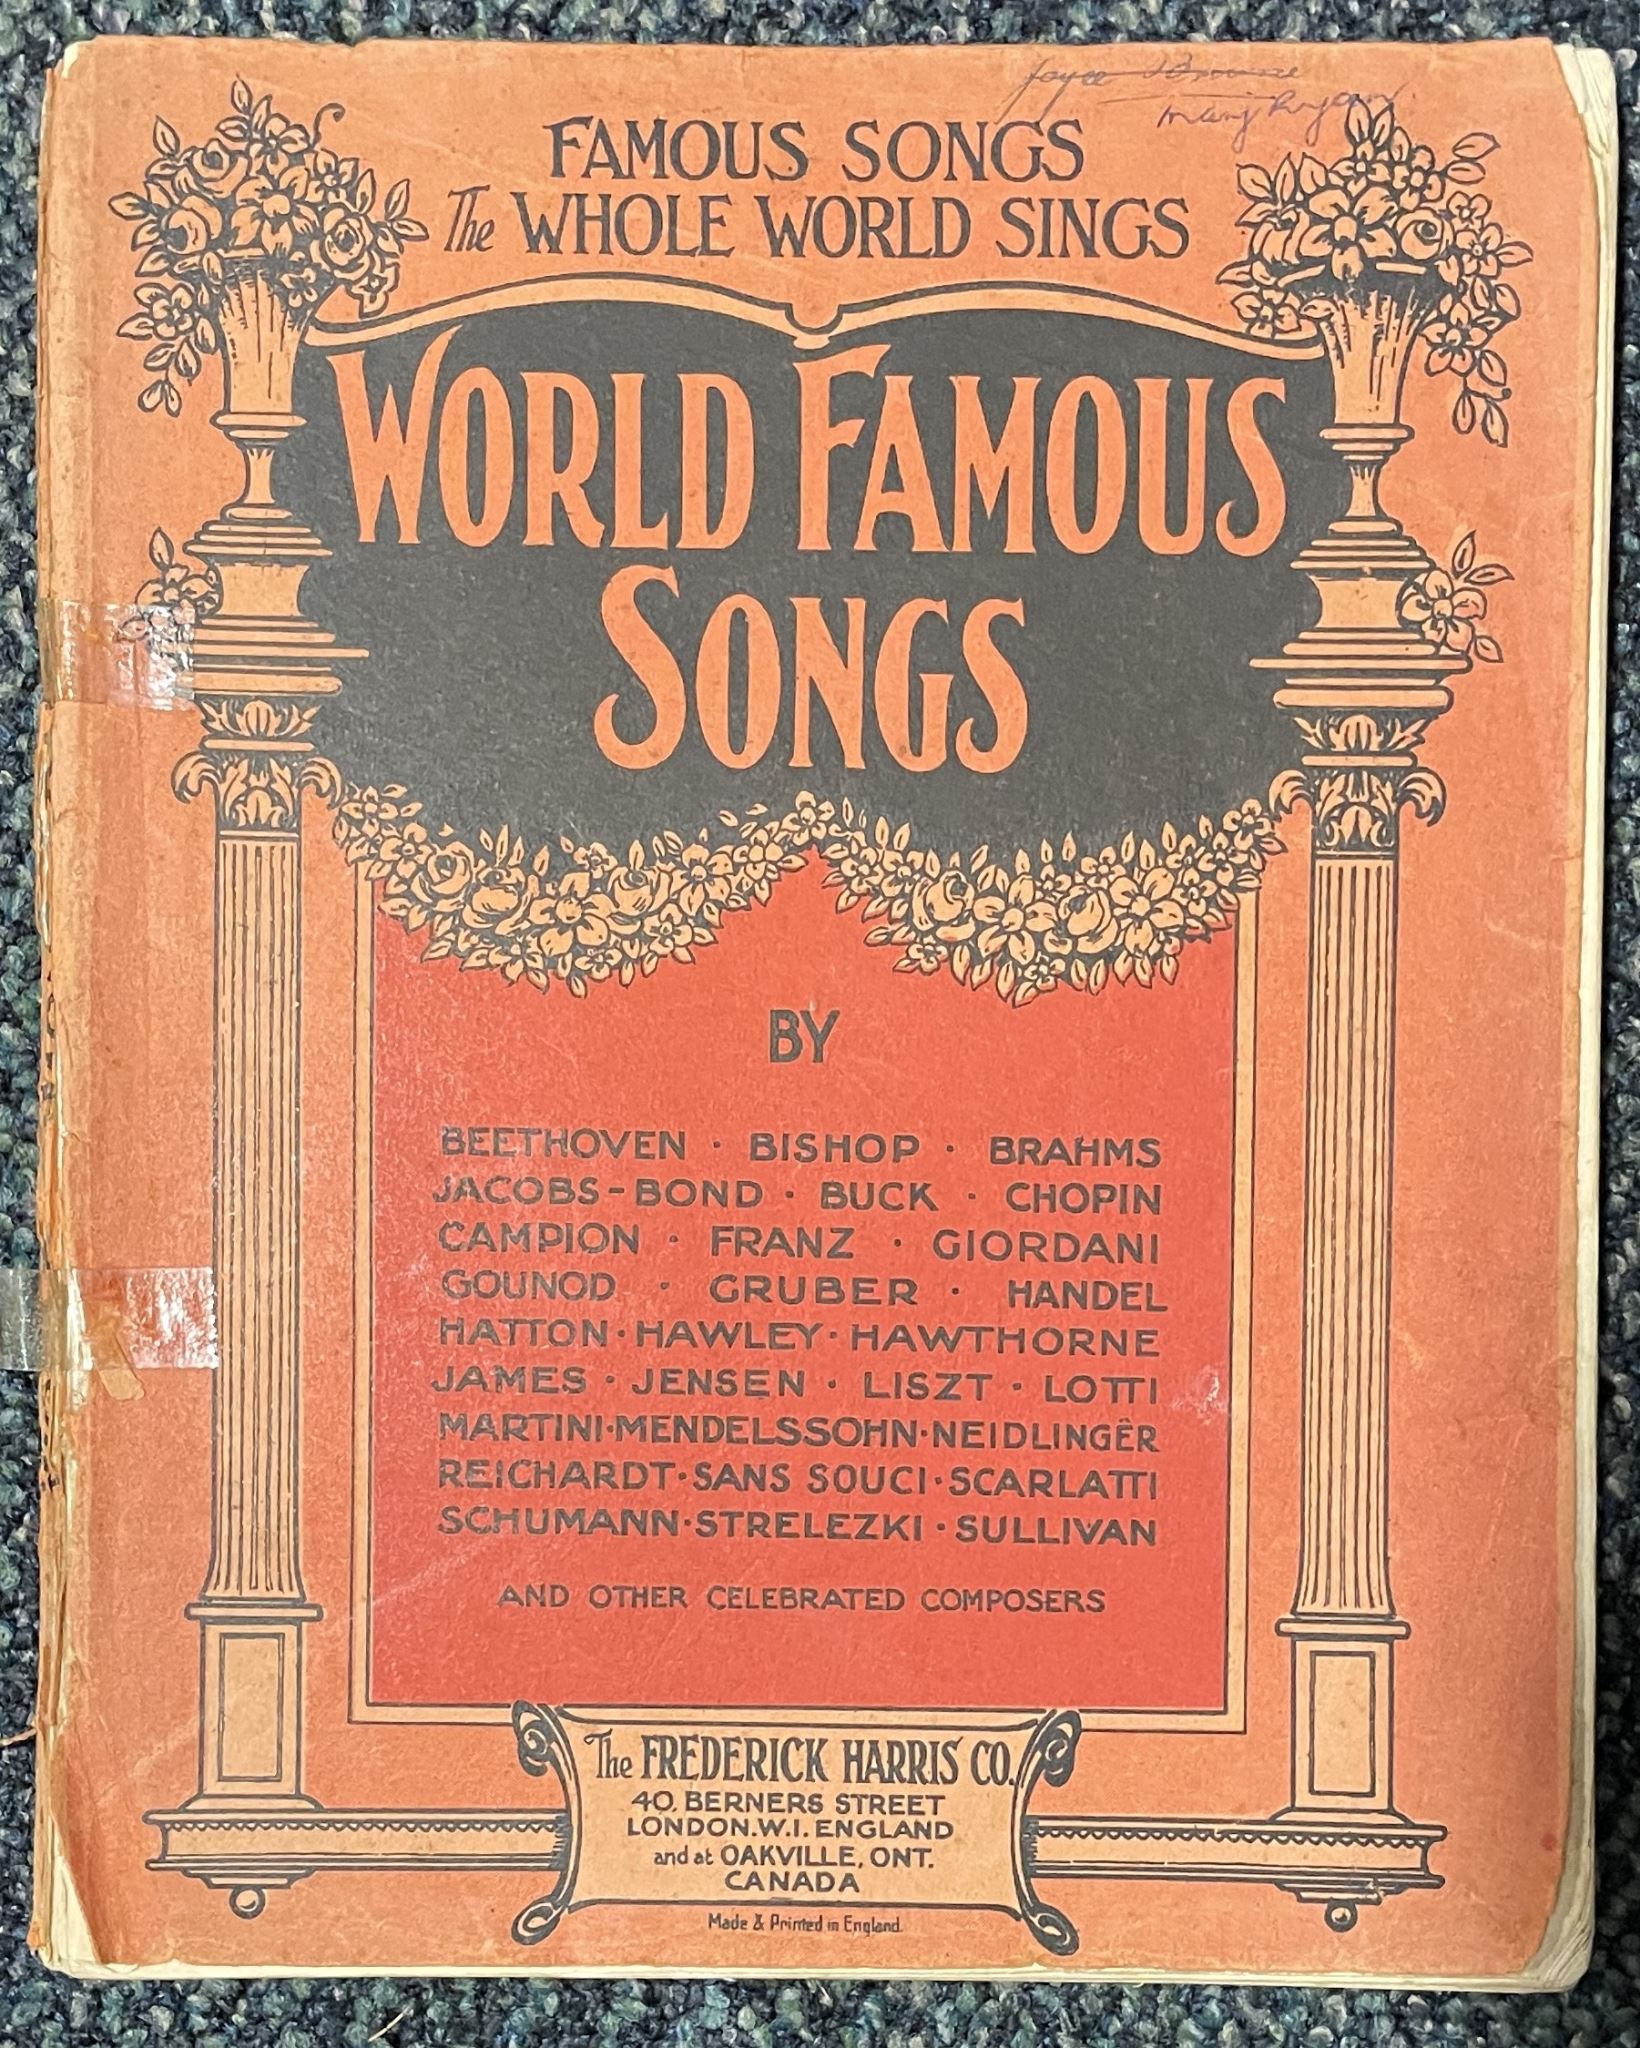 Joyce
Mary
FAMOUS SONGS
The WHOLE WORLD SINGS
WORLD FAMOUS
SONGS
BY
BEETHOVEN · BISHOP · BRAHMS
JACOBS-BOND · BUCK · CHOPIN
CAMPION · FRANZ · GIORDANI
GOUNOD · GRUBER · HANDEL
HATTON · HAWLEY · HAWTHORNE
JAMES · JENSEN · LISZT · LOTTI
MARTINI · MENDELSSOHN · NEIDLINGËR
REICHARDT · SANS SOUCI · SCARLATTI
SCHUMANN · STRELEZKI · SULLIVAN
AND OTHER CELEBRATED COMPOSERS
The FREDERICK HARRIS CO.
40, BERNERS STREET
LONDON.W.I. ENGLAND
and at OAKVILLE, ONT.
CANADA
Made & Printed in England.